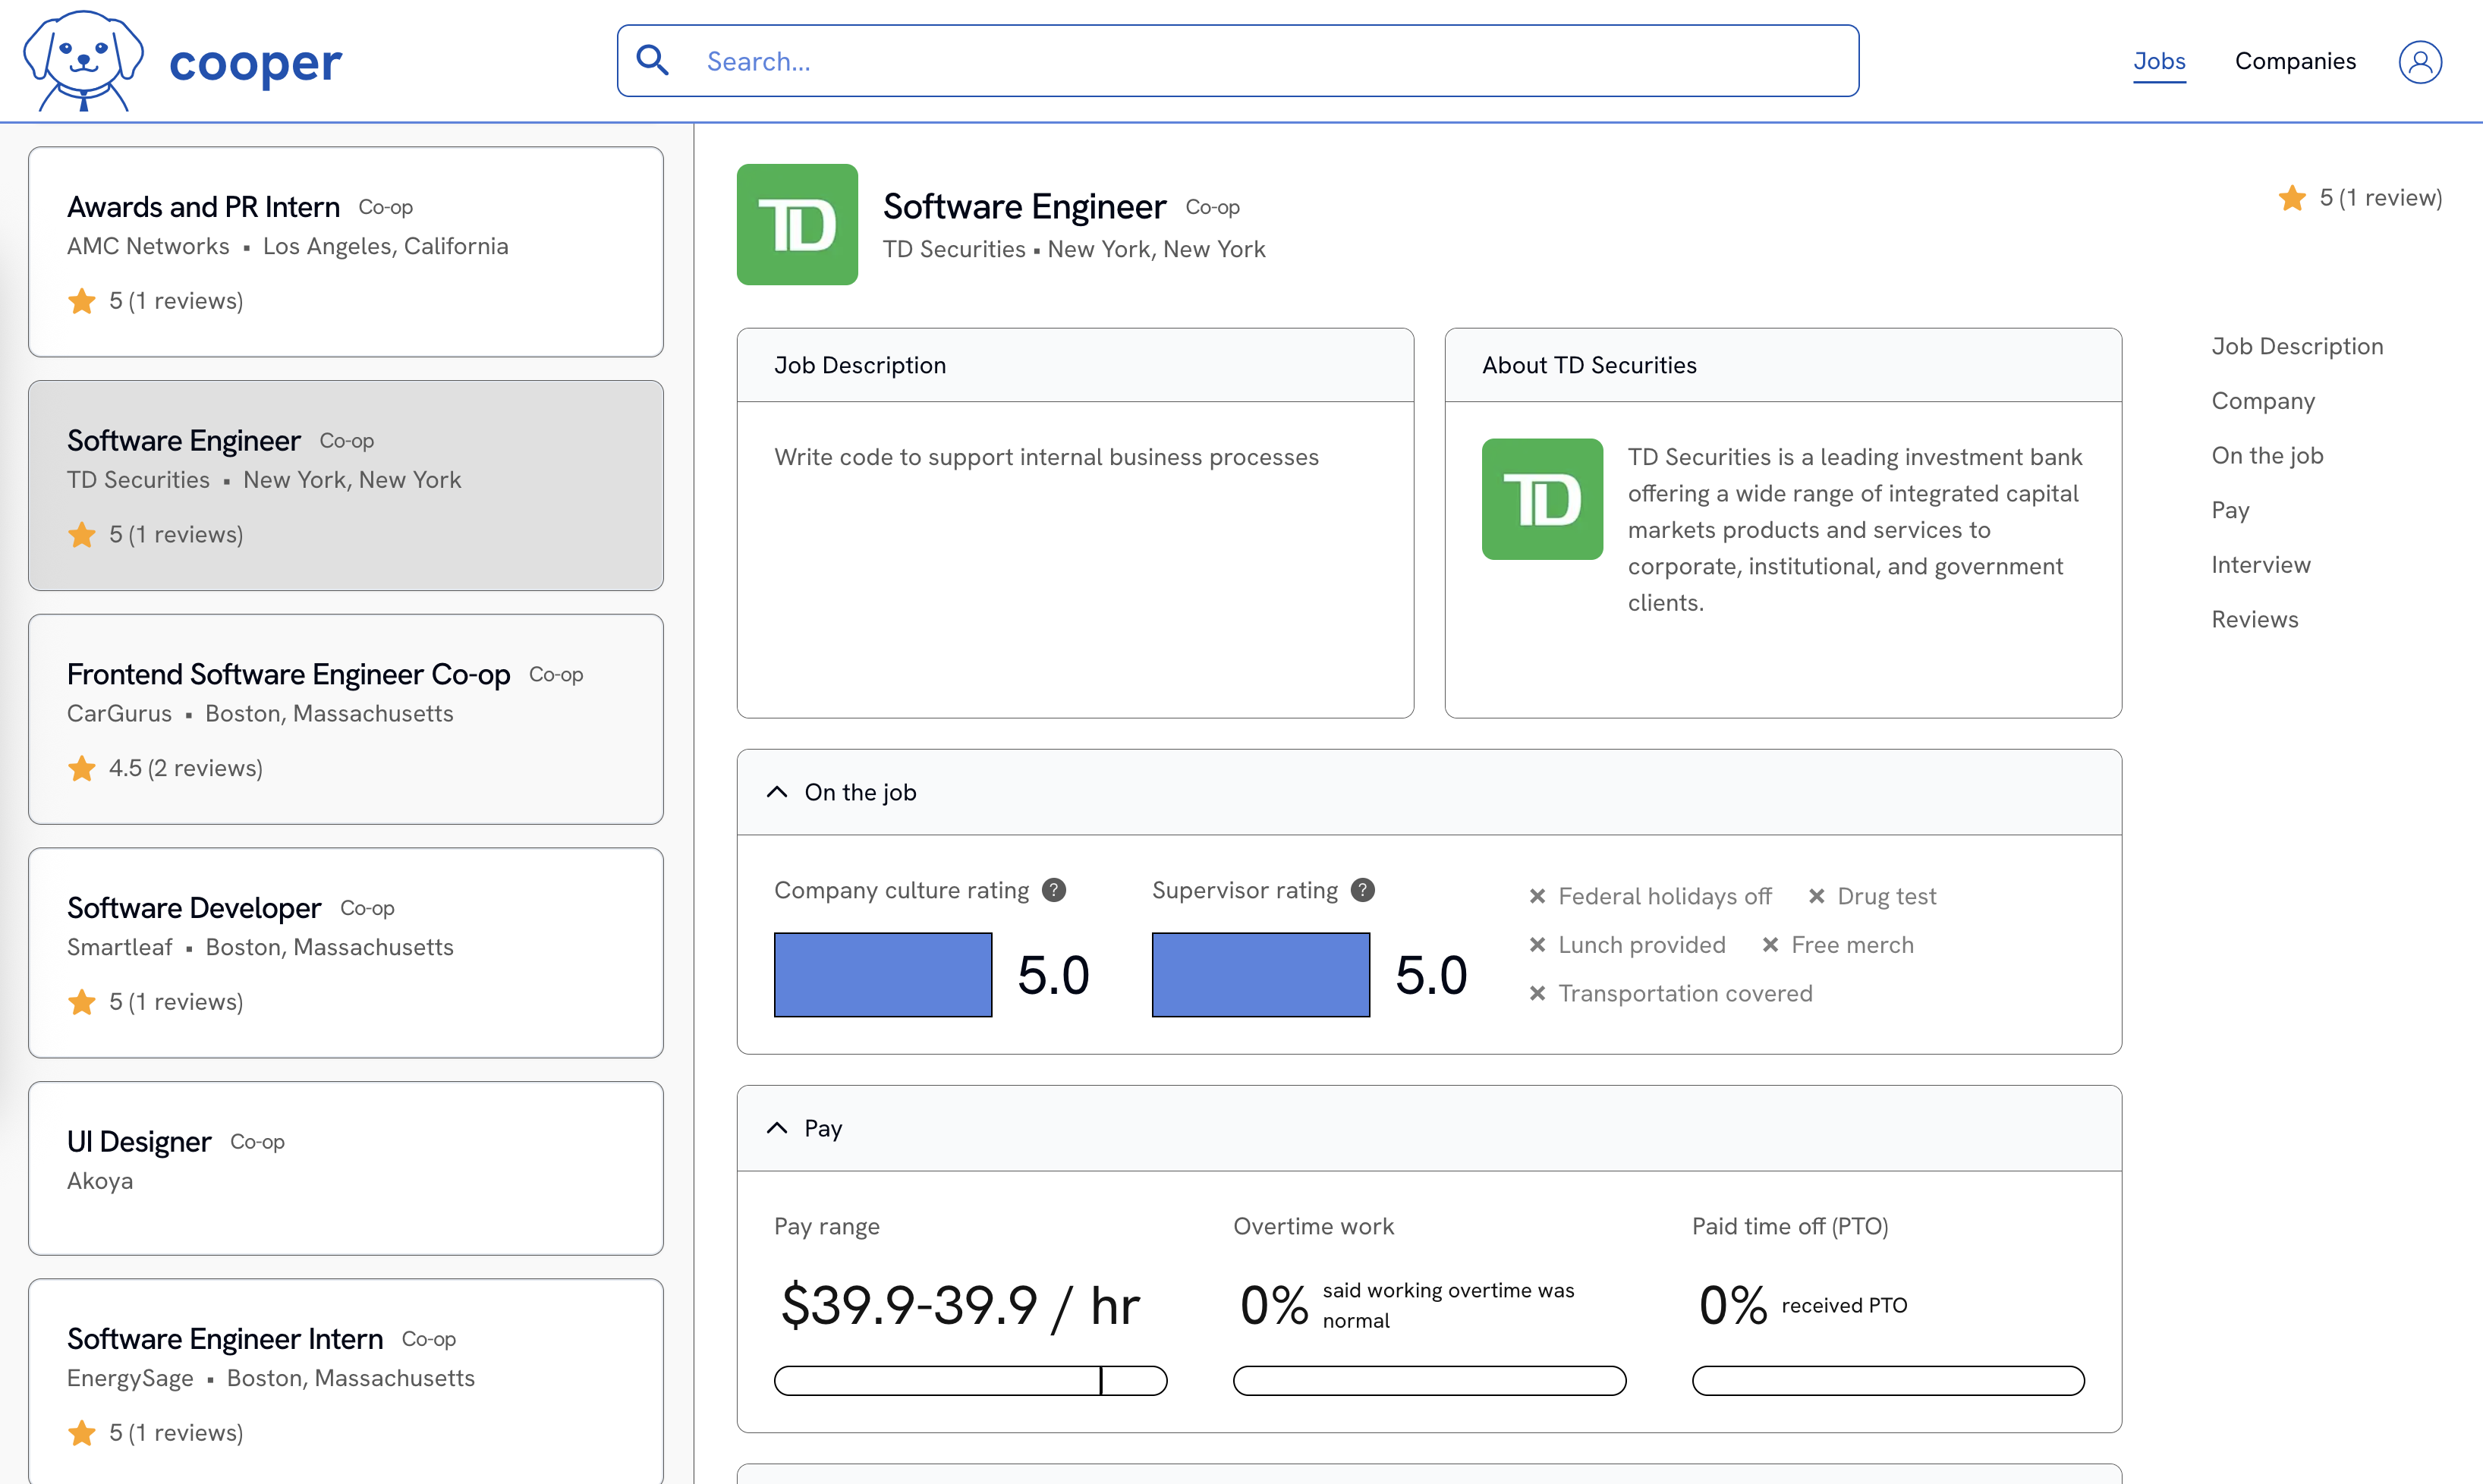 cooper
Search...
Jobs
Companies
Awards and PR Intern Co-op
AMC Networks ▪ Los Angeles, California
5 (1 reviews)
Software Engineer Co-op
TD Securities ▪ New York, New York
5 (1 reviews)
Frontend Software Engineer Co-op Co-op
CarGurus ▪ Boston, Massachusetts
4.5 (2 reviews)
Software Developer Co-op
Smartleaf ▪ Boston, Massachusetts
5 (1 reviews)
UI Designer Co-op
Akoya
Software Engineer Intern Co-op
EnergySage ▪ Boston, Massachusetts
5 (1 reviews)
TD
Software Engineer Co-op
TD Securities ▪ New York, New York
5 (1 review)
Job Description
Write code to support internal business processes
About TD Securities
TD
TD Securities is a leading investment bank
offering a wide range of integrated capital
markets products and services to
corporate, institutional, and government
clients.
Job Description
Company
On the job
Pay
Interview
Reviews
On the job
Company culture rating ?
5.0
Supervisor rating ?
5.0
× Federal holidays off × Drug test
× Lunch provided × Free merch
× Transportation covered
Pay
Pay range
$39.9-39.9 / hr
Overtime work
0% said working overtime was
normal
Paid time off (PTO)
0% received PTO